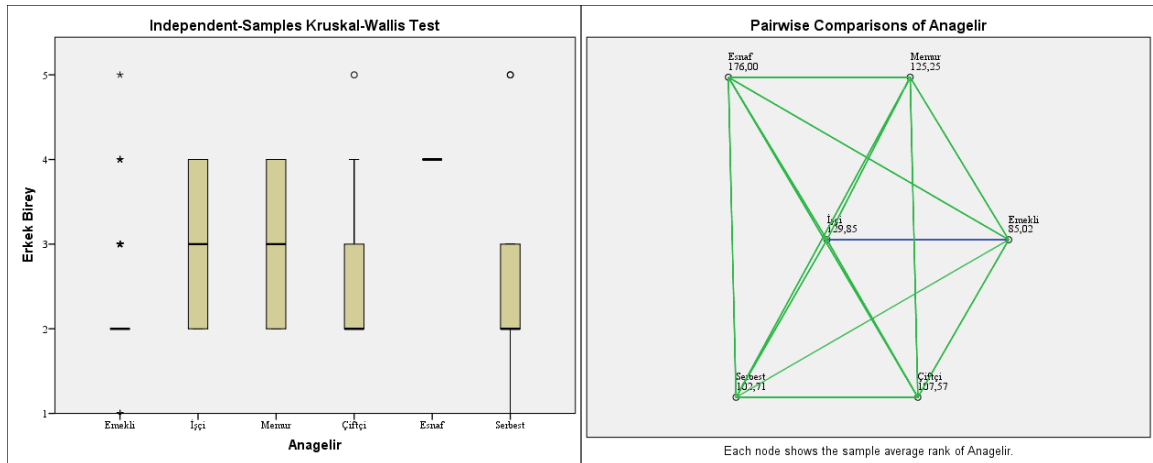 Independent-Samples Kruskal-Wallis Test
Erkek Birey
5
4
3
2
1
Emekli İşçi Memur Çiftçi Esnaf Serbest
Anagelir
Pairwise Comparisons of Anagelir
Esnaf
176,00
Memur
125,25
İşçi
129,85
Emekli
85,02
Serbest
102,71
Çiftçi
107,57
Each node shows the sample average rank of Anagelir.